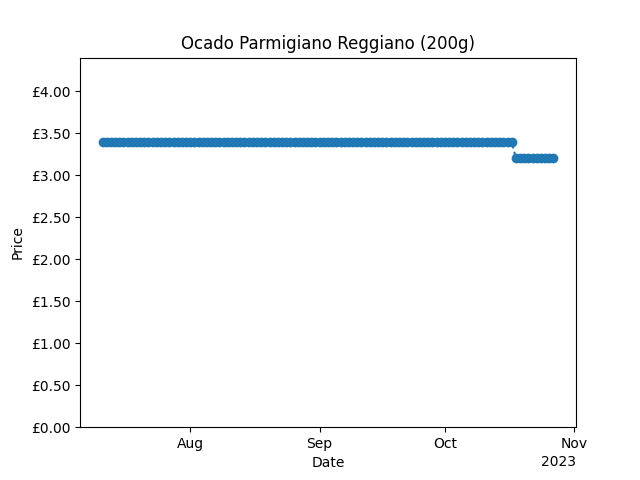 Ocado Parmigiano Reggiano (200g)
£4.00
£3.50
£3.00
£2.50
£2.00
£1.50
£1.00
£0.50
£0.00
Price
Aug Sep Oct Nov
Date
2023